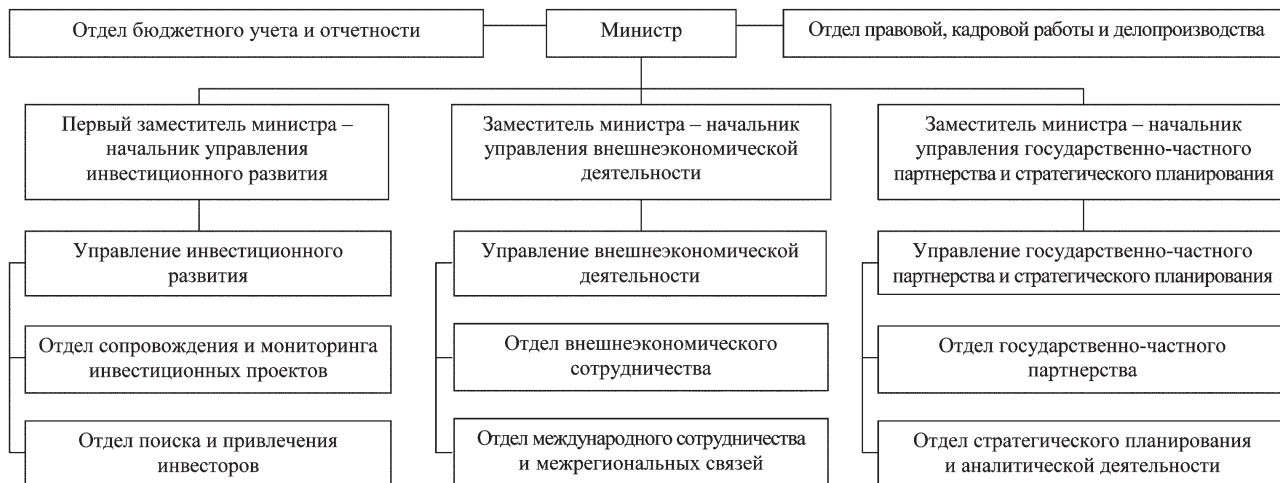 Отдел бюджетного учета и отчетности
Министр
Отдел правовой, кадровой работы и делопроизводства
Первый заместитель министра –
начальник управления
инвестиционного развития
Заместитель министра – начальник
управления внешнеэкономической
деятельности
Заместитель министра – начальник
управления государственно-частного
партнерства и стратегического планирования
Управление инвестиционного
развития
Управление внешнеэкономической
деятельности
Управление государственно-частного
партнерства и стратегического планирования
Отдел сопровождения и мониторинга
инвестиционных проектов
Отдел внешнеэкономического
сотрудничества
Отдел государственно-частного
партнерства
Отдел поиска и привлечения
инвесторов
Отдел международного сотрудничества
и межрегиональных связей
Отдел стратегического планирования
и аналитической деятельности